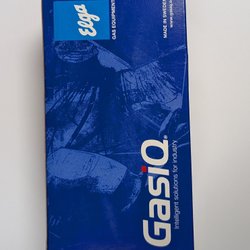 Elga
GAS EQUIPMENT
MADE IN SWEDEN
GasiQ®
Intelligent solutions for industry